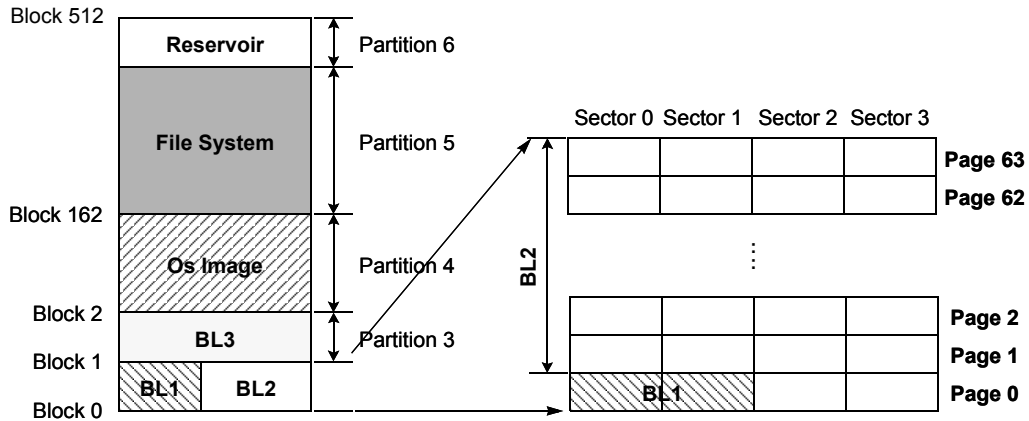 Block 512
Reservoir
Partition 6
File System
Partition 5
Block 162
Os Image
Partition 4
Block 2
BL3
Partition 3
Block 1
BL1
BL2
Block 0
Sector 0 Sector 1 Sector 2 Sector 3
Page 63
Page 62
BL2
Page 2
Page 1
BL1
Page 0